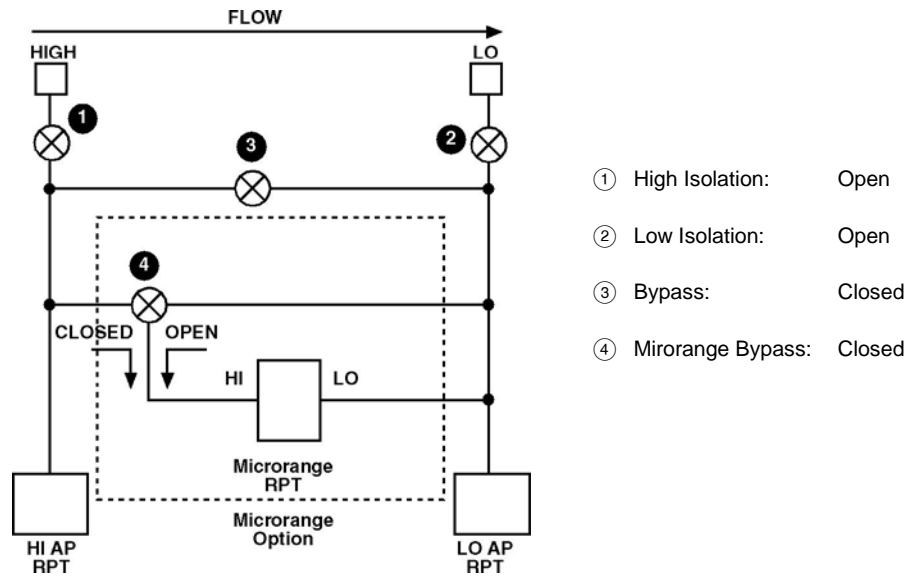 FLOW
HIGH
LO
1
2
3
① High Isolation: Open
② Low Isolation: Open
③ Bypass: Closed
④ Mirorange Bypass: Closed
4
CLOSED
OPEN
HI
LO
Microrange
RPT
Microrange
Option
HI AP
RPT
LO AP
RPT